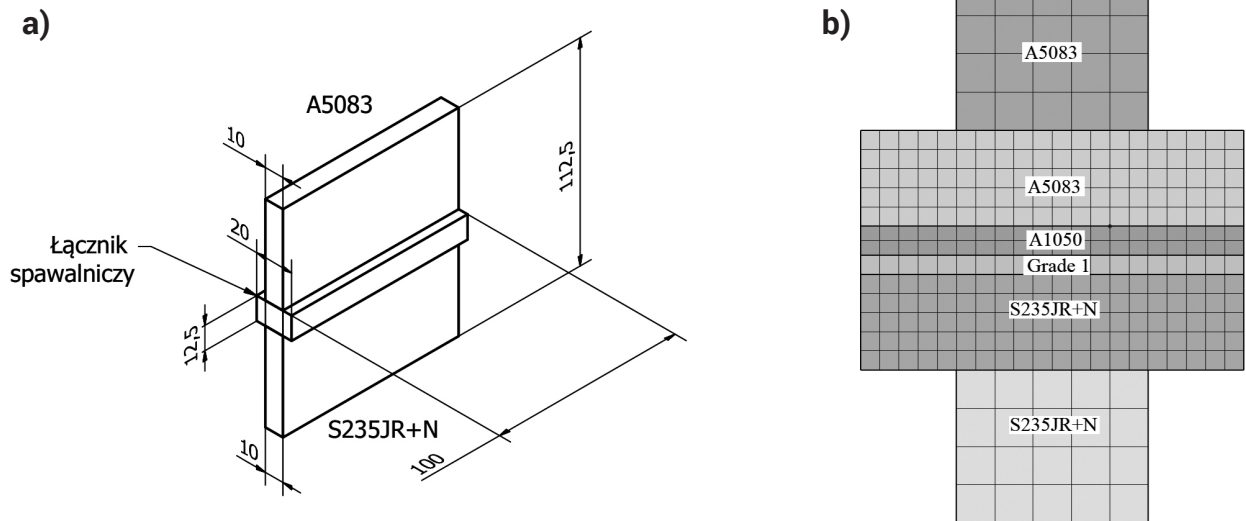 a)
A5083
10
112,5
20
Łącznik
spawalniczy
12,5
S235JR+N
10
100
b)
A5083
A5083
A1050
Grade 1
S235JR+N
S235JR+N